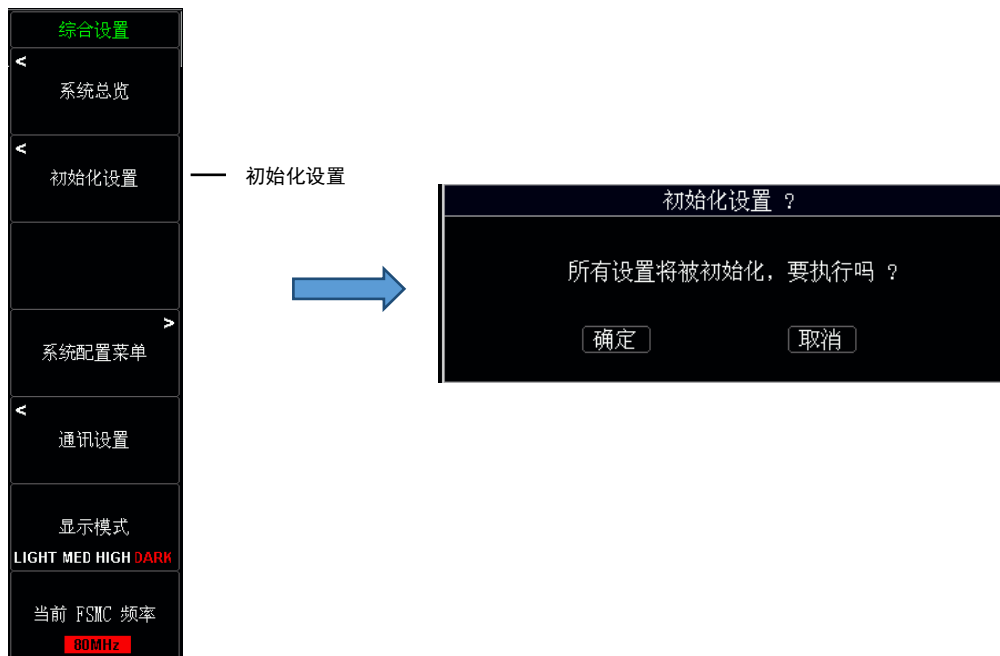 综合设置
<
系统总览
<
初始化设置
初始化设置
>
系统配置菜单
<
通讯设置
显示模式
LIGHT MED HIGH DARK
当前 FSMC 频率
80MHz
初始化设置 ?
所有设置将被初始化, 要执行吗 ?
确定 取消